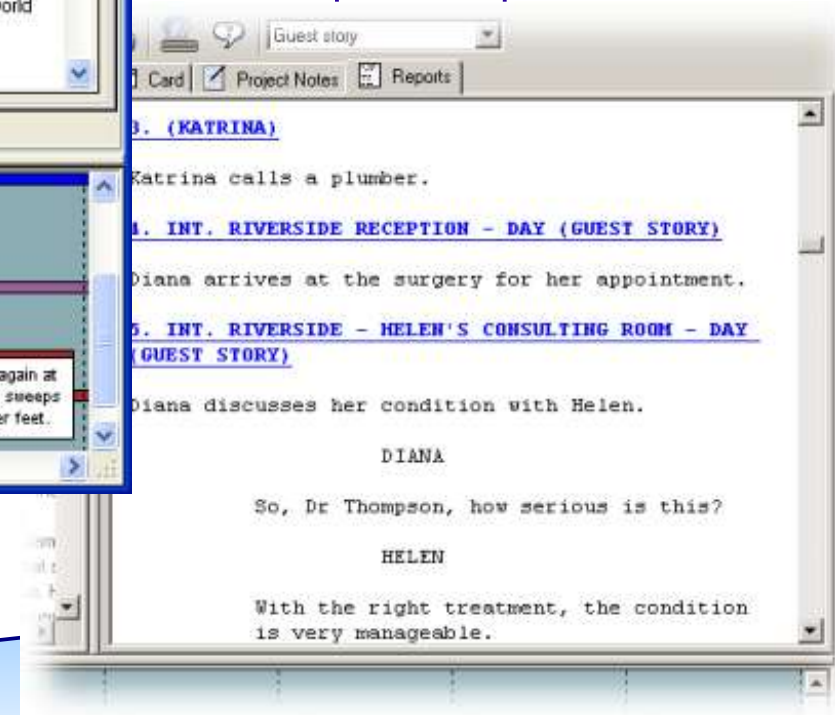 world
Guest story
Card
Project Notes
Reports
3. (KATRINA)
Katrina calls a plumber.
4. INT. RIVERSIDE RECEPTION - DAY (GUEST STORY)
Diana arrives at the surgery for her appointment.
5. INT. RIVERSIDE - HELEN'S CONSULTING ROOM - DAY
(GUEST STORY)
Diana discusses her condition with Helen.
again at
sweeps
feet.
DIANA
So, Dr Thompson, how serious is this?
HELEN
With the right treatment, the condition
is very manageable.